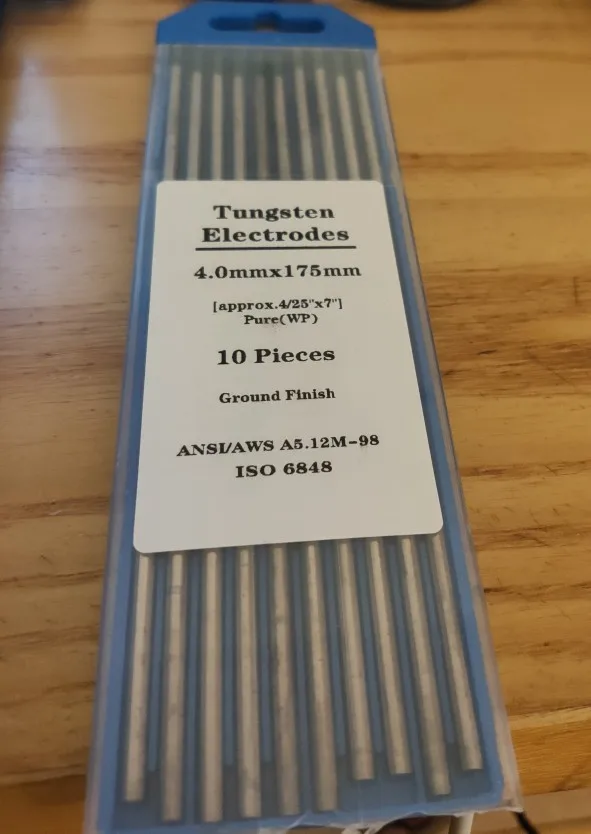 Tungsten
Electrodes
4.0mmx175mm
[approx.4/25"x7"]
Pure(WP)
10 Pieces
Ground Finish
ANSI/AWS A5.12M-98
ISO 6848